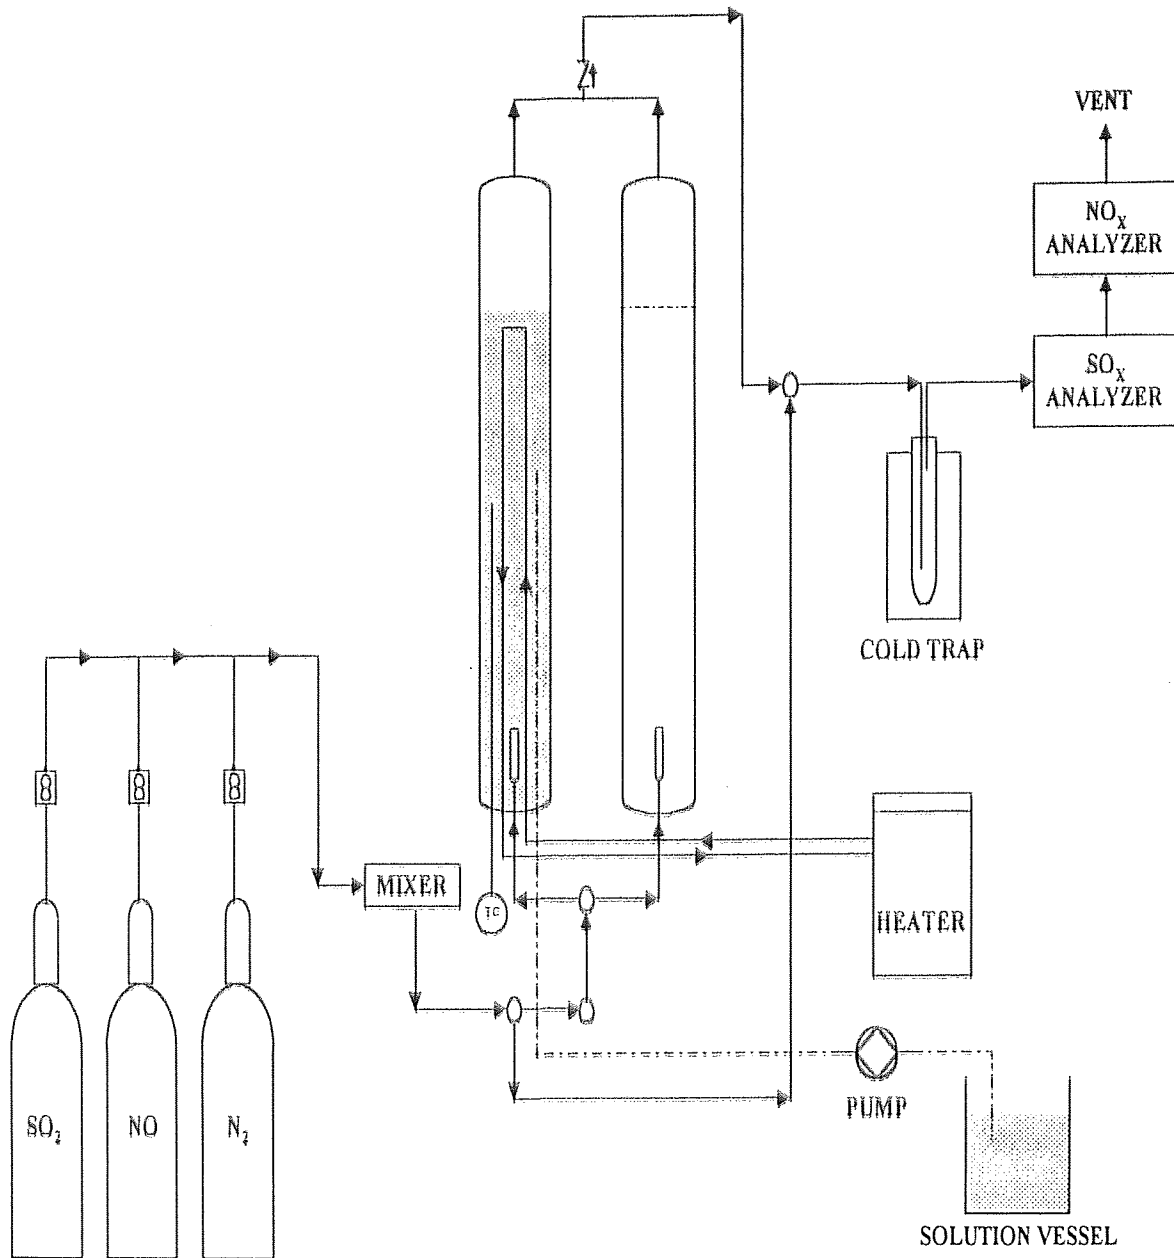 VENT
NOX
ANALYZER
SOX
ANALYZER
COLD TRAP
MIXER
TC
HEATER
PUMP
SO2
NO
N2
SOLUTION VESSEL